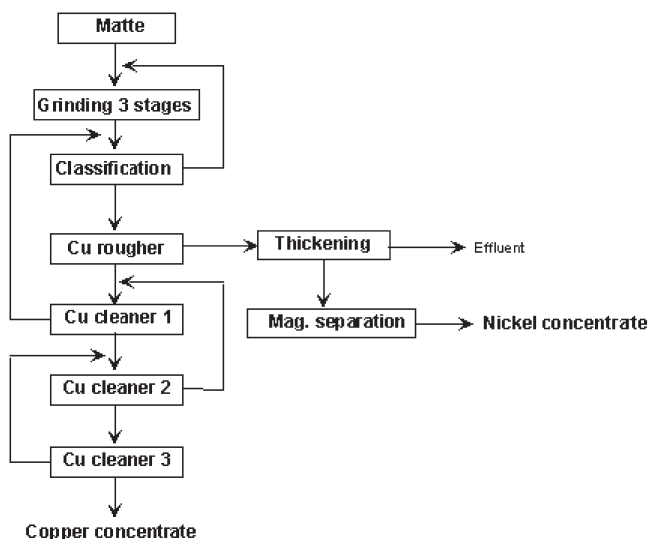 Matte
Grinding 3 stages
Classification
Cu rougher
Thickening
Effluent
Cu cleaner 1
Mag. separation
Nickel concentrate
Cu cleaner 2
Cu cleaner 3
Copper concentrate